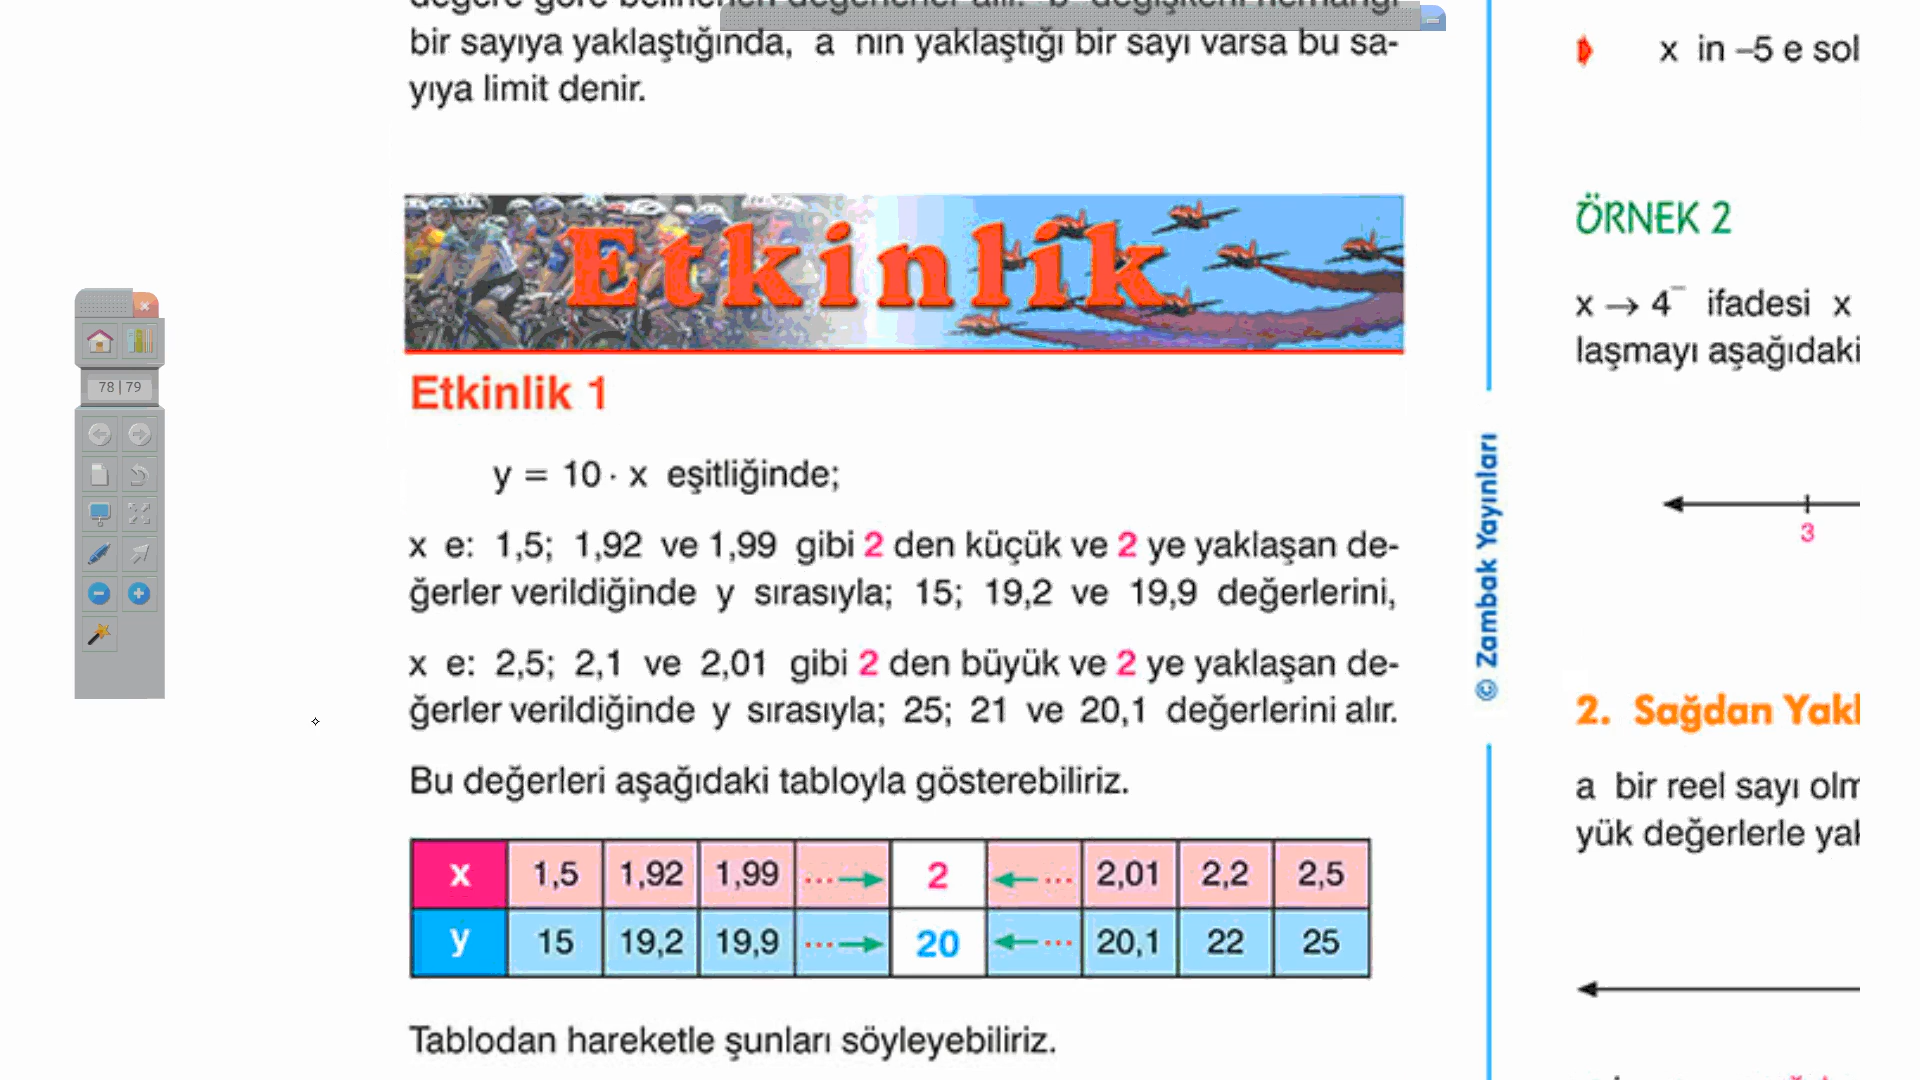 bir sayıya yaklaştığında, a nın yaklaştığı bir sayı varsa bu sa-
yıya limit denir.
Etkinlik
Etkinlik 1
y = 10 · x eşitliğinde;
x e: 1,5; 1,92 ve 1,99 gibi 2 den küçük ve 2 ye yaklaşan de-
ğerler verildiğinde y sırasıyla; 15; 19,2 ve 19,9 değerlerini,
x e: 2,5; 2,1 ve 2,01 gibi 2 den büyük ve 2 ye yaklaşan de-
ğerler verildiğinde y sırasıyla; 25; 21 ve 20,1 değerlerini alır.
Bu değerleri aşağıdaki tabloyla gösterebiliriz.
x 1,5 1,92 1,99 ... → 2 ← ... 2,01 2,2 2,5
y 15 19,2 19,9 ... → 20 ← ... 20,1 22 25
Tablodan hareketle şunları söyleyebiliriz.
78 | 79
© Zambak Yayınları
x in –5 e sol
ÖRNEK 2
x → 4⁻ ifadesi x
laşmayı aşağıdaki
3
2. Sağdan Yakl
a bir reel sayı olm
yük değerlerle yak